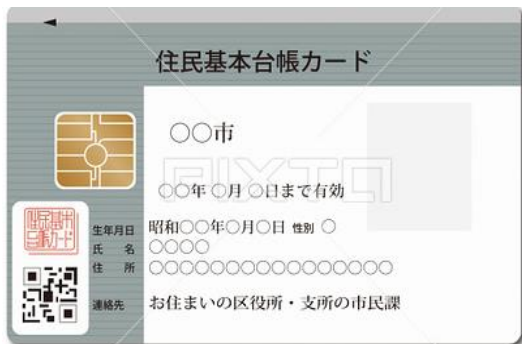 住民基本台帳カード
○○市
PIXTA
○○年 ○月 ○日まで有効
住民基本
台帳カード
生年月日 昭和○○年○月○日 性別 ○
氏 名 ○○○○
住 所 ○○○○○○○○○○○○○○○○
連絡先 お住まいの区役所・支所の市民課